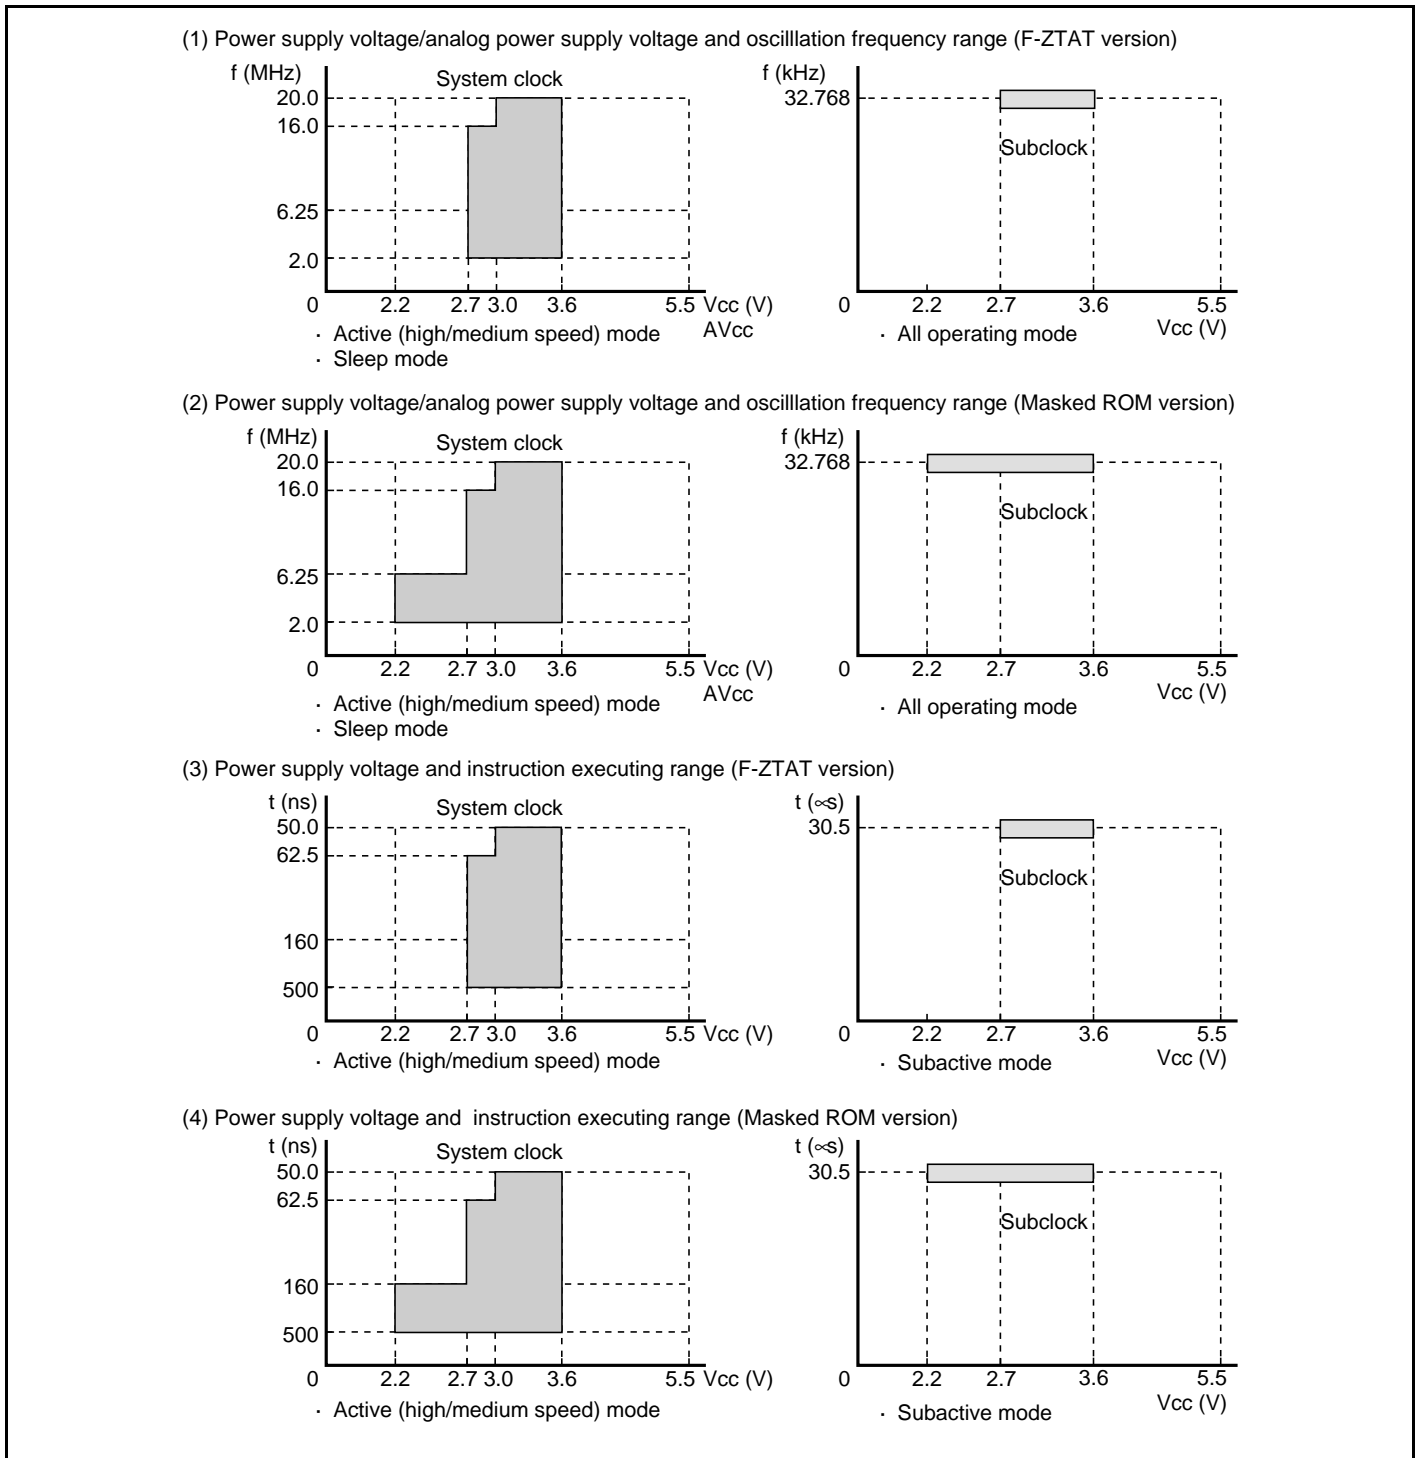 (1) Power supply voltage/analog power supply voltage and oscilllation frequency range (F-ZTAT version)
f (MHz)
System clock
20.0
16.0
6.25
2.0
0
2.2
2.7
3.0
3.6
5.5
Vcc (V)
AVcc
· Active (high/medium speed) mode
· Sleep mode
f (kHz)
32.768
Subclock
0
2.2
2.7
3.6
5.5
Vcc (V)
· All operating mode
(2) Power supply voltage/analog power supply voltage and oscilllation frequency range (Masked ROM version)
f (MHz)
System clock
20.0
16.0
6.25
2.0
0
2.2
2.7
3.0
3.6
5.5
Vcc (V)
AVcc
· Active (high/medium speed) mode
· Sleep mode
f (kHz)
32.768
Subclock
0
2.2
2.7
3.6
5.5
Vcc (V)
· All operating mode
(3) Power supply voltage and instruction executing range (F-ZTAT version)
t (ns)
System clock
50.0
62.5
160
500
0
2.2
2.7
3.0
3.6
5.5
Vcc (V)
· Active (high/medium speed) mode
t (∝s)
30.5
Subclock
0
2.2
2.7
3.6
5.5
Vcc (V)
· Subactive mode
(4) Power supply voltage and  instruction executing range (Masked ROM version)
t (ns)
System clock
50.0
62.5
160
500
0
2.2
2.7
3.0
3.6
5.5
Vcc (V)
· Active (high/medium speed) mode
t (∝s)
30.5
Subclock
0
2.2
2.7
3.6
5.5
Vcc (V)
· Subactive mode